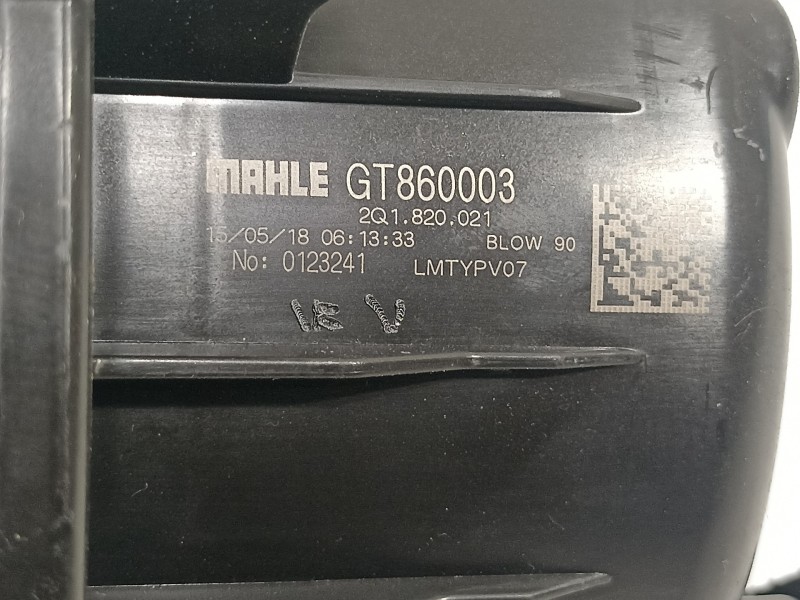 MAHLE GT860003
2Q1.820.021
15/05/18 06:13:33 BLOW 90
No: 0123241 LMTYPV07